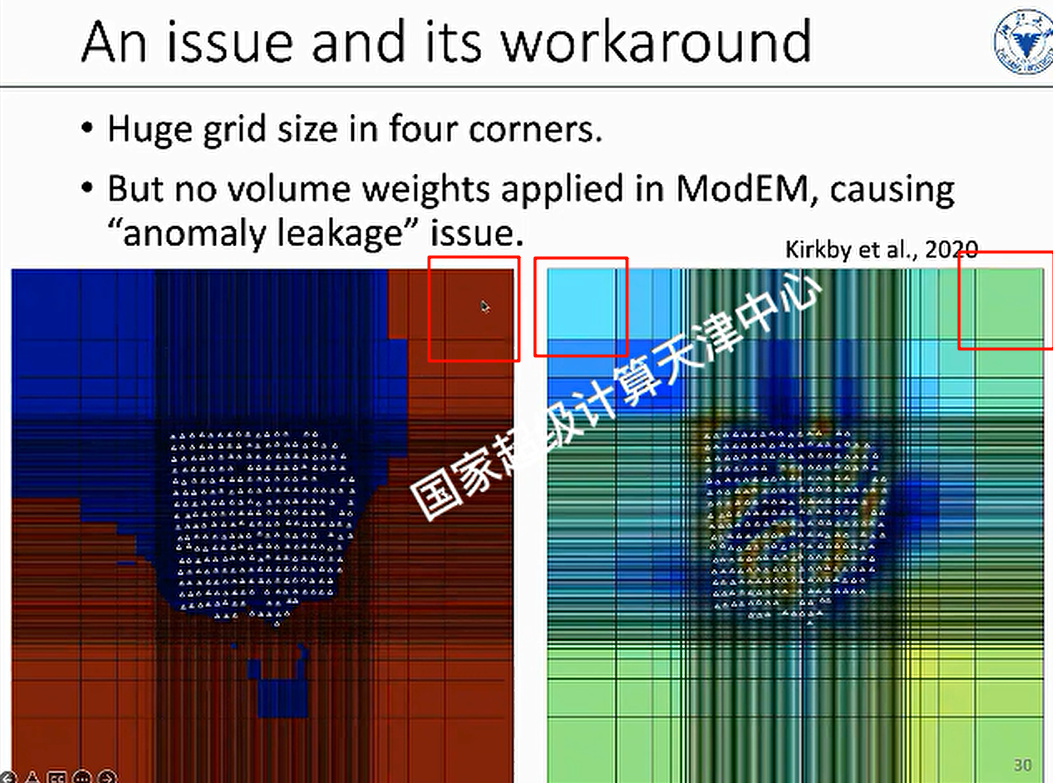 An issue and its workaround
• Huge grid size in four corners.
• But no volume weights applied in ModEM, causing
“anomaly leakage” issue.
Kirkby et al., 2020
国家超级计算天津中心
30